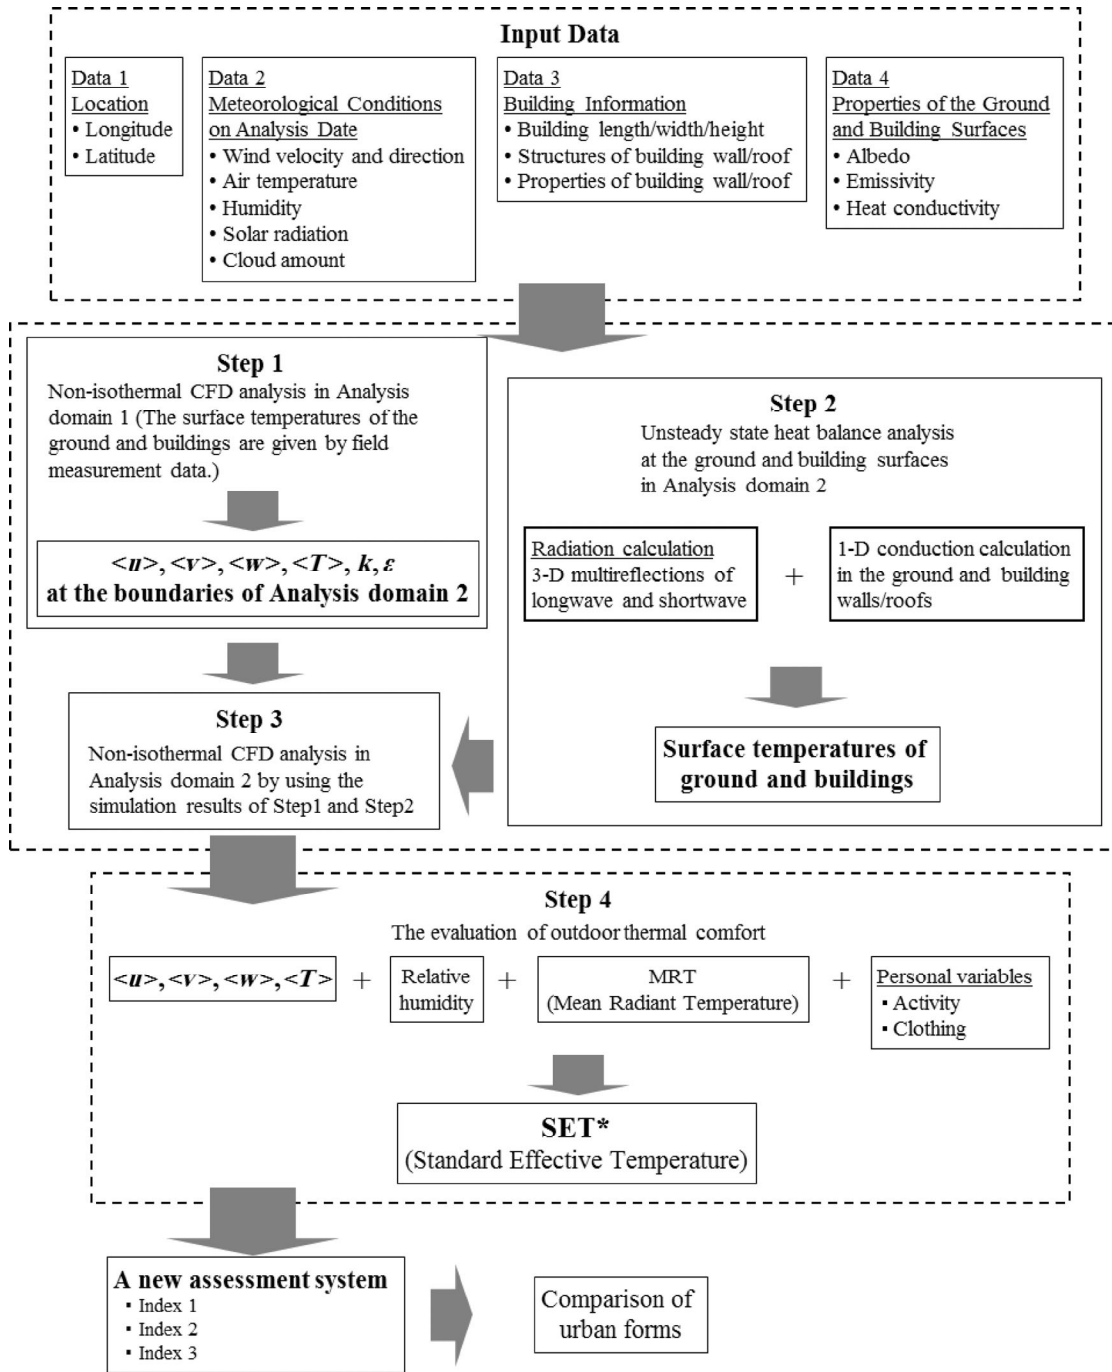 Input Data
Data 1
Location
• Longitude
• Latitude
Data 2
Meteorological Conditions
on Analysis Date
• Wind velocity and direction
• Air temperature
• Humidity
• Solar radiation
• Cloud amount
Data 3
Building Information
• Building length/width/height
• Structures of building wall/roof
• Properties of building wall/roof
Data 4
Properties of the Ground
and Building Surfaces
• Albedo
• Emissivity
• Heat conductivity
Step 1
Non-isothermal CFD analysis in Analysis
domain 1 (The surface temperatures of the
ground and buildings are given by field
measurement data.)
<u>, <v>, <w>, <T>, k, ε
at the boundaries of Analysis domain 2
Step 2
Unsteady state heat balance analysis
at the ground and building surfaces
in Analysis domain 2
Radiation calculation
3-D multireflections of
longwave and shortwave
+
1-D conduction calculation
in the ground and building
walls/roofs
Surface temperatures of
ground and buildings
Step 3
Non-isothermal CFD analysis in
Analysis domain 2 by using the
simulation results of Step1 and Step2
Step 4
The evaluation of outdoor thermal comfort
<u>, <v>, <w>, <T>
+
Relative
humidity
+
MRT
(Mean Radiant Temperature)
+
Personal variables
▪ Activity
▪ Clothing
SET*
(Standard Effective Temperature)
A new assessment system
▪ Index 1
▪ Index 2
▪ Index 3
Comparison of
urban forms